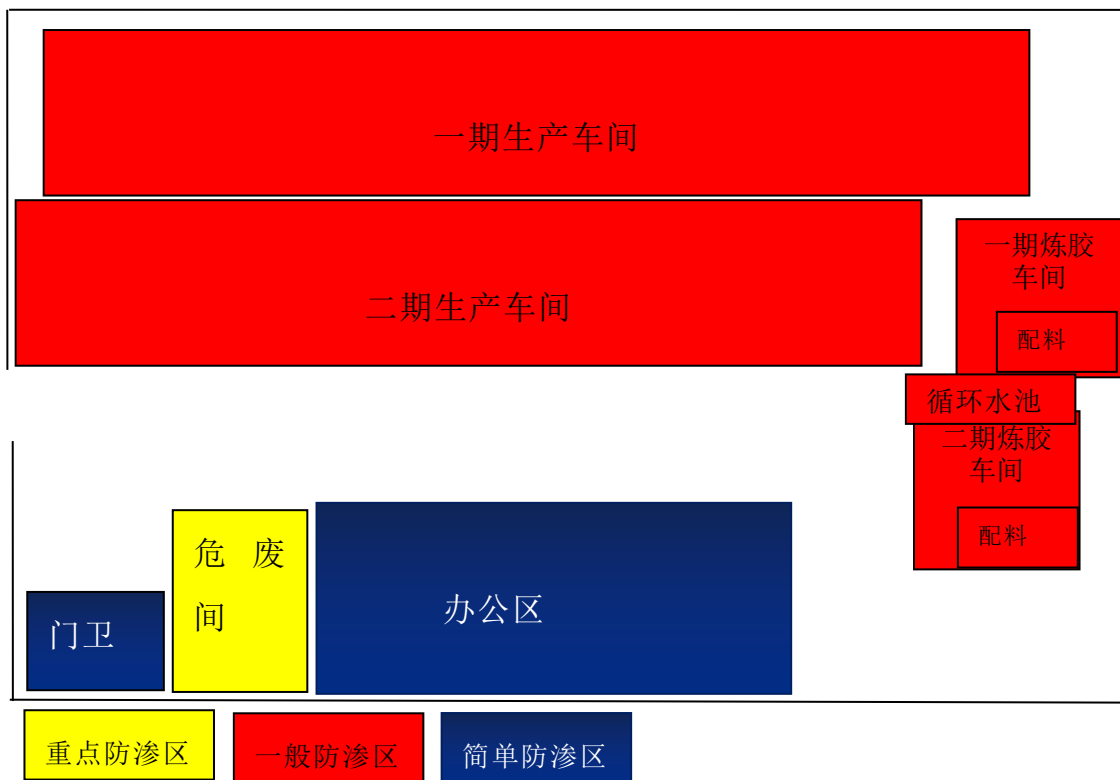 一期生产车间
二期生产车间
一期炼胶
车间
配料
循环水池
二期炼胶
车间
配料
危废
间
办公区
门卫
重点防渗区
一般防渗区
简单防渗区